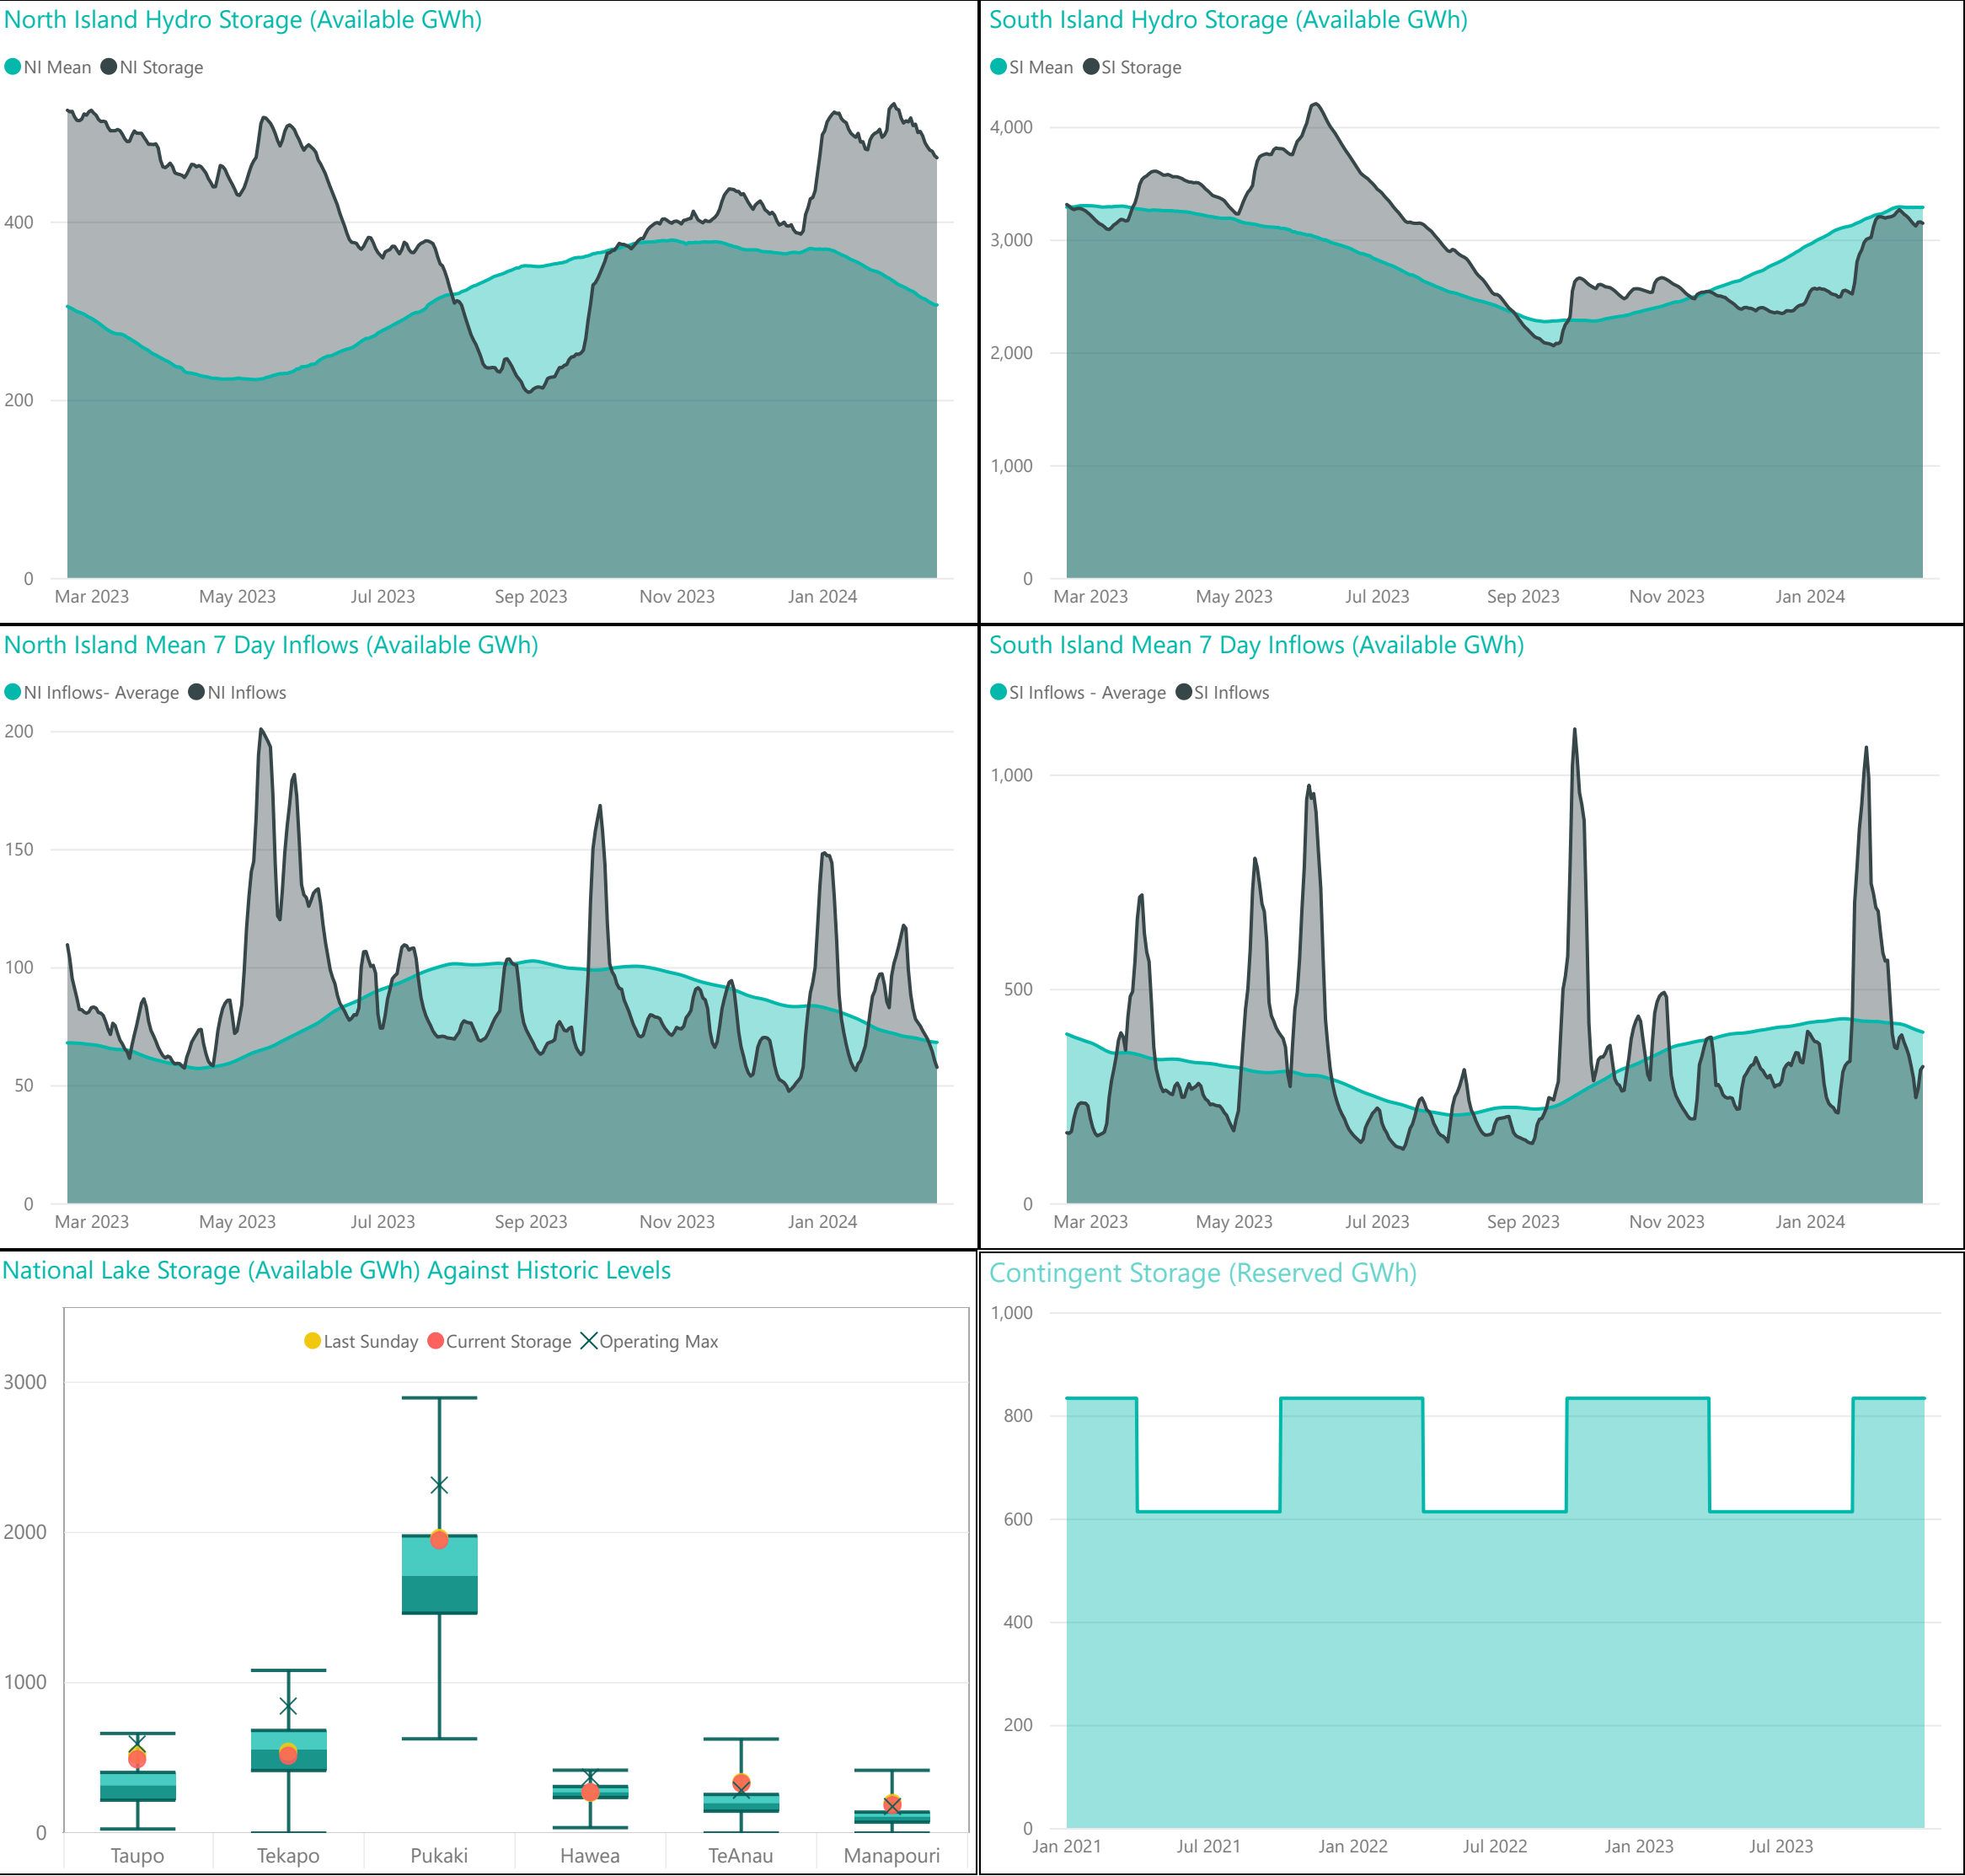 North Island Hydro Storage (Available GWh)
NI Mean NI Storage
400
200
0
Mar 2023 May 2023 Jul 2023 Sep 2023 Nov 2023 Jan 2024
South Island Hydro Storage (Available GWh)
SI Mean SI Storage
4,000
3,000
2,000
1,000
0
Mar 2023 May 2023 Jul 2023 Sep 2023 Nov 2023 Jan 2024
North Island Mean 7 Day Inflows (Available GWh)
NI Inflows- Average NI Inflows
200
150
100
50
0
Mar 2023 May 2023 Jul 2023 Sep 2023 Nov 2023 Jan 2024
South Island Mean 7 Day Inflows (Available GWh)
SI Inflows - Average SI Inflows
1,000
500
0
Mar 2023 May 2023 Jul 2023 Sep 2023 Nov 2023 Jan 2024
National Lake Storage (Available GWh) Against Historic Levels
Last Sunday Current Storage Operating Max
3000
2000
1000
0
Taupo Tekapo Pukaki Hawea TeAnau Manapouri
Contingent Storage (Reserved GWh)
1,000
800
600
400
200
0
Jan 2021 Jul 2021 Jan 2022 Jul 2022 Jan 2023 Jul 2023